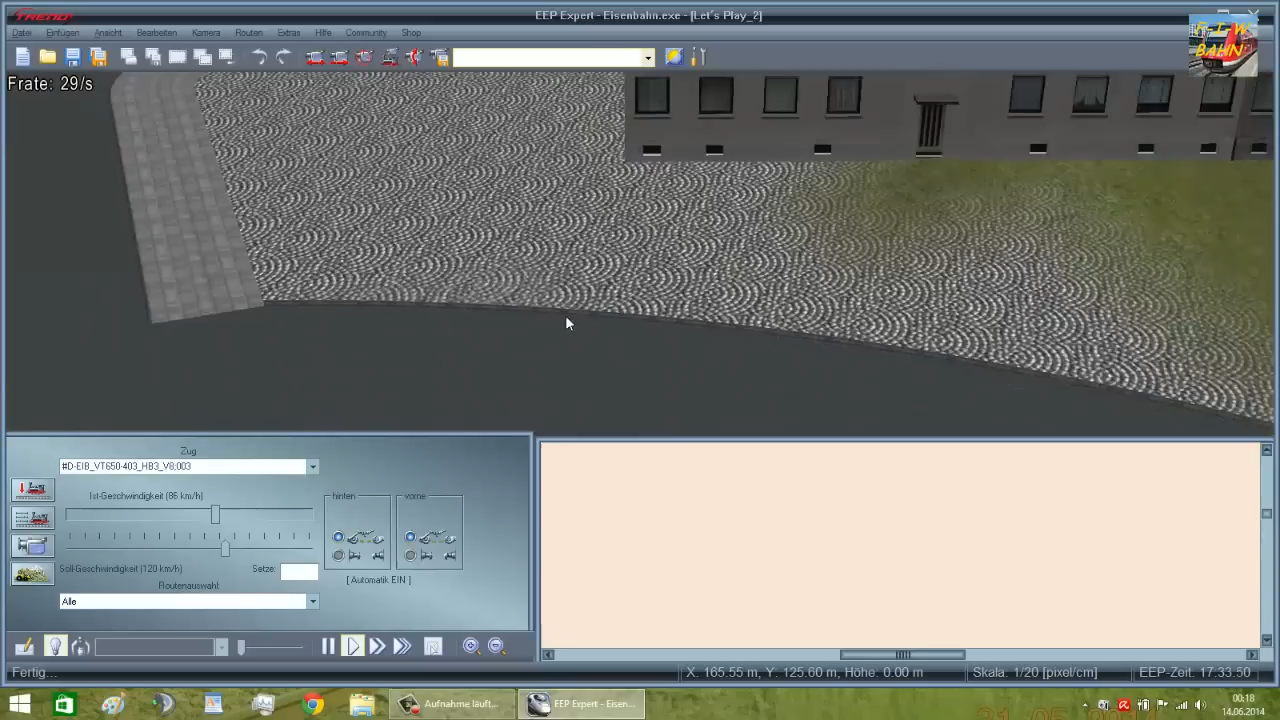 TREND
EEP Expert - Eisenbahn.exe - [Let's Play_2]
Datei Einfügen Ansicht Bearbeiten Kamera Routen Extras Hilfe Community Shop
F-I-W
BAHN
Frate: 29/s
Zug
#D-EIB_VT650-403_HB3_V8;003
Ist-Geschwindigkeit (86 km/h)
hinten
vorne
Soll-Geschwindigkeit (120 km/h)
Setze:
[ Automatik EIN ]
Routenauswahl:
Alle
Fertig...
X: 165.55 m, Y: 125.60 m, Höhe: 0.00 m
Skala: 1/20 [pixel/cm]
EEP-Zeit: 17:33:50
Aufnahme läuft...
EEP Expert - Eisen...
00:18
14.06.2014